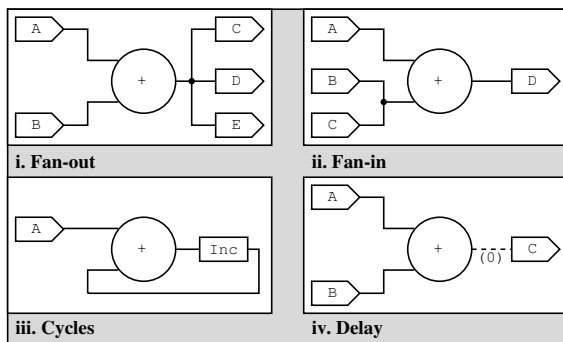 A
C
+
D
B
E
i. Fan-out
A
B
+
D
C
ii. Fan-in
A
+
Inc
iii. Cycles
A
+
C
(0)
B
iv. Delay